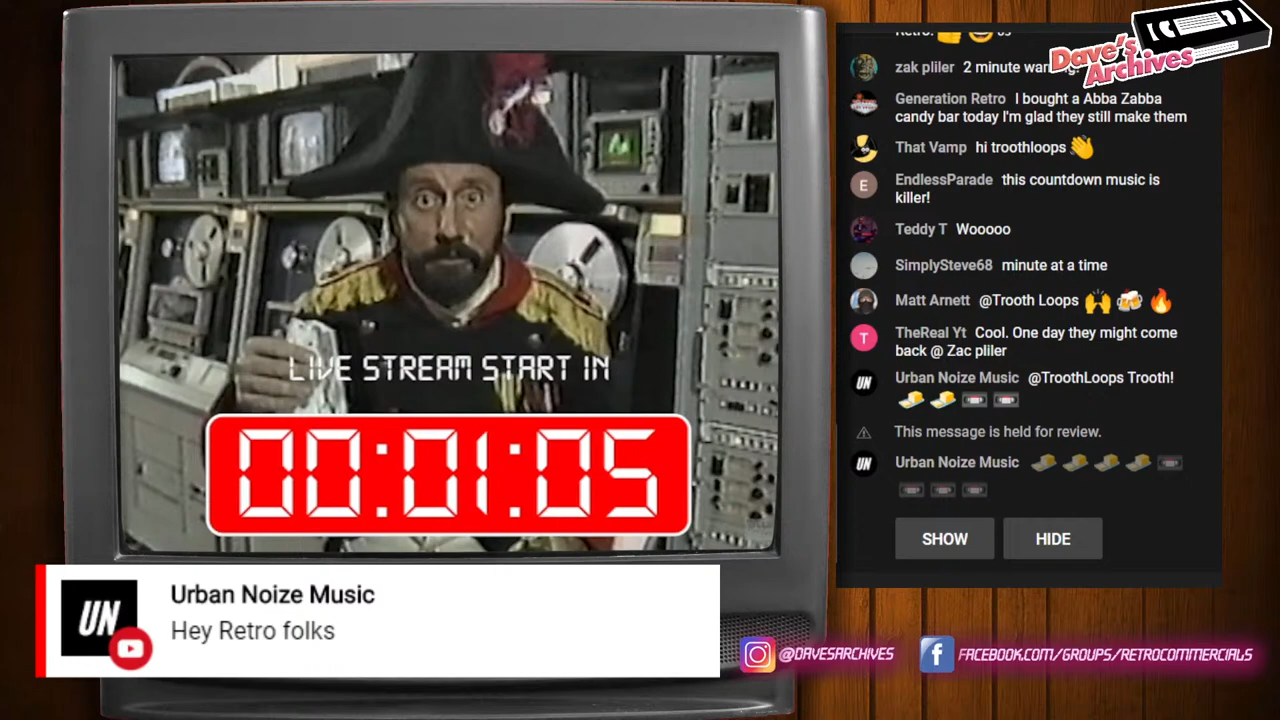 Dave's
Archives
zak pliler 2 minute warning!
Generation Retro I bought a Abba Zabba
candy bar today I'm glad they still make them
That Vamp hi troothloops 👋
EndlessParade this countdown music is
killer!
Teddy T Wooooo
SimplySteve68 minute at a time
Matt Arnett @Trooth Loops 🙌 🍻 🔥
TheReal Yt Cool. One day they might come
back @ Zac pliler
UN Urban Noize Music @TroothLoops Trooth!
This message is held for review.
UN Urban Noize Music
SHOW HIDE
LIVE STREAM START IN
00:01:05
UN
Urban Noize Music
Hey Retro folks
@DAVESARCHIVES
FACEBOOK.COM/GROUPS/RETROCOMMERCIALS